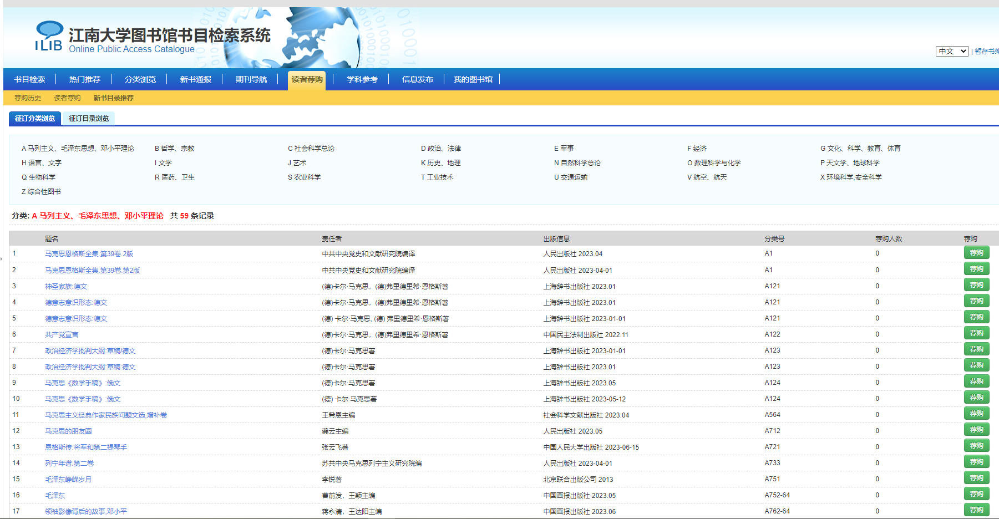 ILIB
江南大学图书馆书目检索系统
Online Public Access Catalogue
中文 | 暂存书架
书目检索 热门推荐 分类浏览 新书通报 期刊导航 读者荐购 学科参考 信息发布 我的图书馆
荐购历史 读者荐购 新书目录推荐
征订分类浏览 征订目录浏览
A 马列主义、毛泽东思想、邓小平理论 B 哲学、宗教 C 社会科学总论 D 政治、法律 E 军事 F 经济 G 文化、科学、教育、体育
H 语言、文字 I 文学 J 艺术 K 历史、地理 N 自然科学总论 O 数理科学与化学 P 天文学、地球科学
Q 生物科学 R 医药、卫生 S 农业科学 T 工业技术 U 交通运输 V 航空、航天 X 环境科学,安全科学
Z 综合性图书
分类: A 马列主义、毛泽东思想、邓小平理论 共 59 条记录
题名 责任者 出版信息 分类号 荐购人数 荐购
1 马克思恩格斯全集.第39卷.2版 中共中央党史和文献研究院编译 人民出版社 2023.04 A1 0 荐购
2 马克思恩格斯全集.第39卷.第2版 中共中央党史和文献研究院编译 人民出版社 2023-04-01 A1 0 荐购
3 神圣家族:德文 (德)卡尔·马克思，(德)弗里德里希·恩格斯著 上海辞书出版社 2023.01 A121 0 荐购
4 德意志意识形态:德文 (德)卡尔·马克思，(德)弗里德里希·恩格斯著 上海辞书出版社 2023.01 A121 0 荐购
5 德意志意识形态:德文 (德) 卡尔·马克思, (德) 弗里德里希·恩格斯著 上海辞书出版社 2023-01-01 A121 0 荐购
6 共产党宣言 (德)卡尔·马克思，(德)弗里德里希·恩格斯著 中国民主法制出版社 2022.11 A122 0 荐购
7 政治经济学批判大纲:草稿/德文 (德)卡尔·马克思著 上海辞书出版社 2023-01-01 A123 0 荐购
8 政治经济学批判大纲:草稿:德文 (德)卡尔·马克思著 上海辞书出版社 2023.01 A123 0 荐购
9 马克思《数学手稿》:俄文 (德)卡尔·马克思著 上海辞书出版社 2023.05 A124 0 荐购
10 马克思《数学手稿》:俄文 (德) 卡尔·马克思著 上海辞书出版社 2023-05-12 A124 0 荐购
11 马克思主义经典作家民族问题文选,增补卷 王希恩主编 社会科学文献出版社 2023.04 A564 0 荐购
12 马克思的朋友圈 龚云主编 人民出版社 2023.05 A712 0 荐购
13 恩格斯传:将军和第二提琴手 张云飞著 中国人民大学出版社 2023-06-15 A721 0 荐购
14 列宁年谱.第二卷 苏共中央马克思列宁主义研究院编 人民出版社 2023-04-01 A733 0 荐购
15 毛泽东峥嵘岁月 李锐著 北京联合出版公司 2013 A751 0 荐购
16 毛泽东 曹前发，王颖主编 中国画报出版社 2023.05 A752-64 0 荐购
17 领袖影像背后的故事,邓小平 蒋永清，王达阳主编 中国画报出版社 2023.06 A762-64 0 荐购